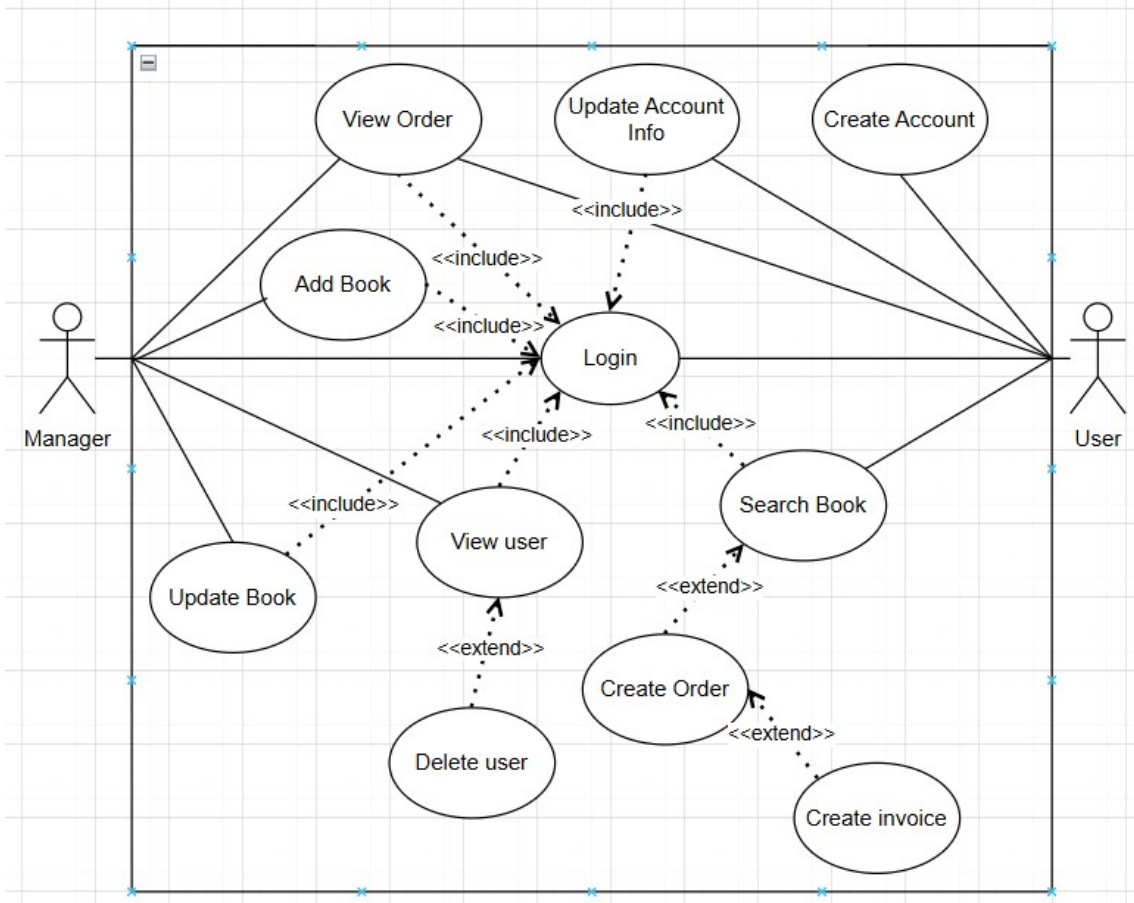 View Order
Update Account
Info
Create Account
<<include>>
<<include>>
Add Book
<<include>>
Login
Manager
User
<<include>>
<<include>>
<<include>>
Search Book
View user
Update Book
<<extend>>
<<extend>>
Create Order
<<extend>>
Delete user
Create invoice